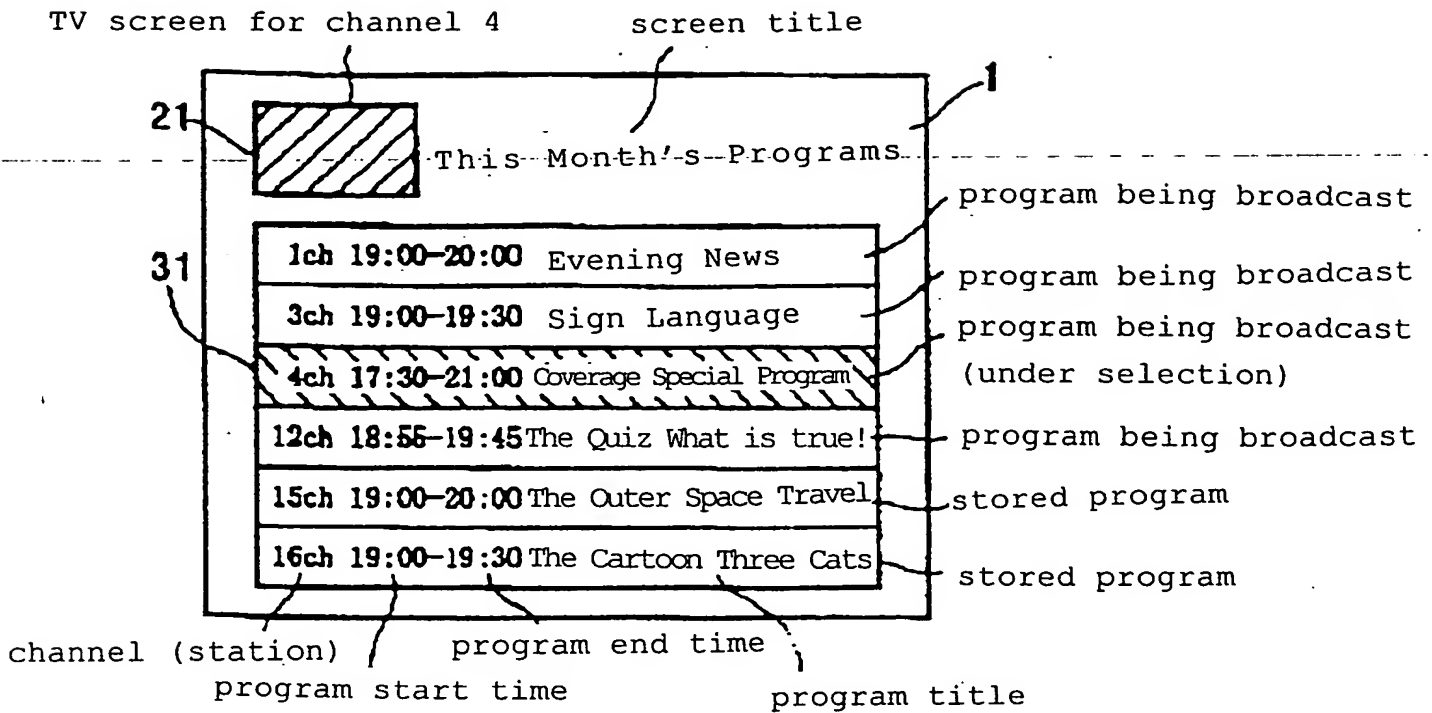 TV screen for channel 4
screen title
1
21
This Month's Programs
program being broadcast
1ch 19:00-20:00 Evening News
31
program being broadcast
3ch 19:00-19:30 Sign Language
program being broadcast
(under selection)
4ch 17:30-21:00 Coverage Special Program
12ch 18:55-19:45 The Quiz What is true!
program being broadcast
15ch 19:00-20:00 The Outer Space Travel
stored program
16ch 19:00-19:30 The Cartoon Three Cats
stored program
channel (station)
program end time
program start time
program title